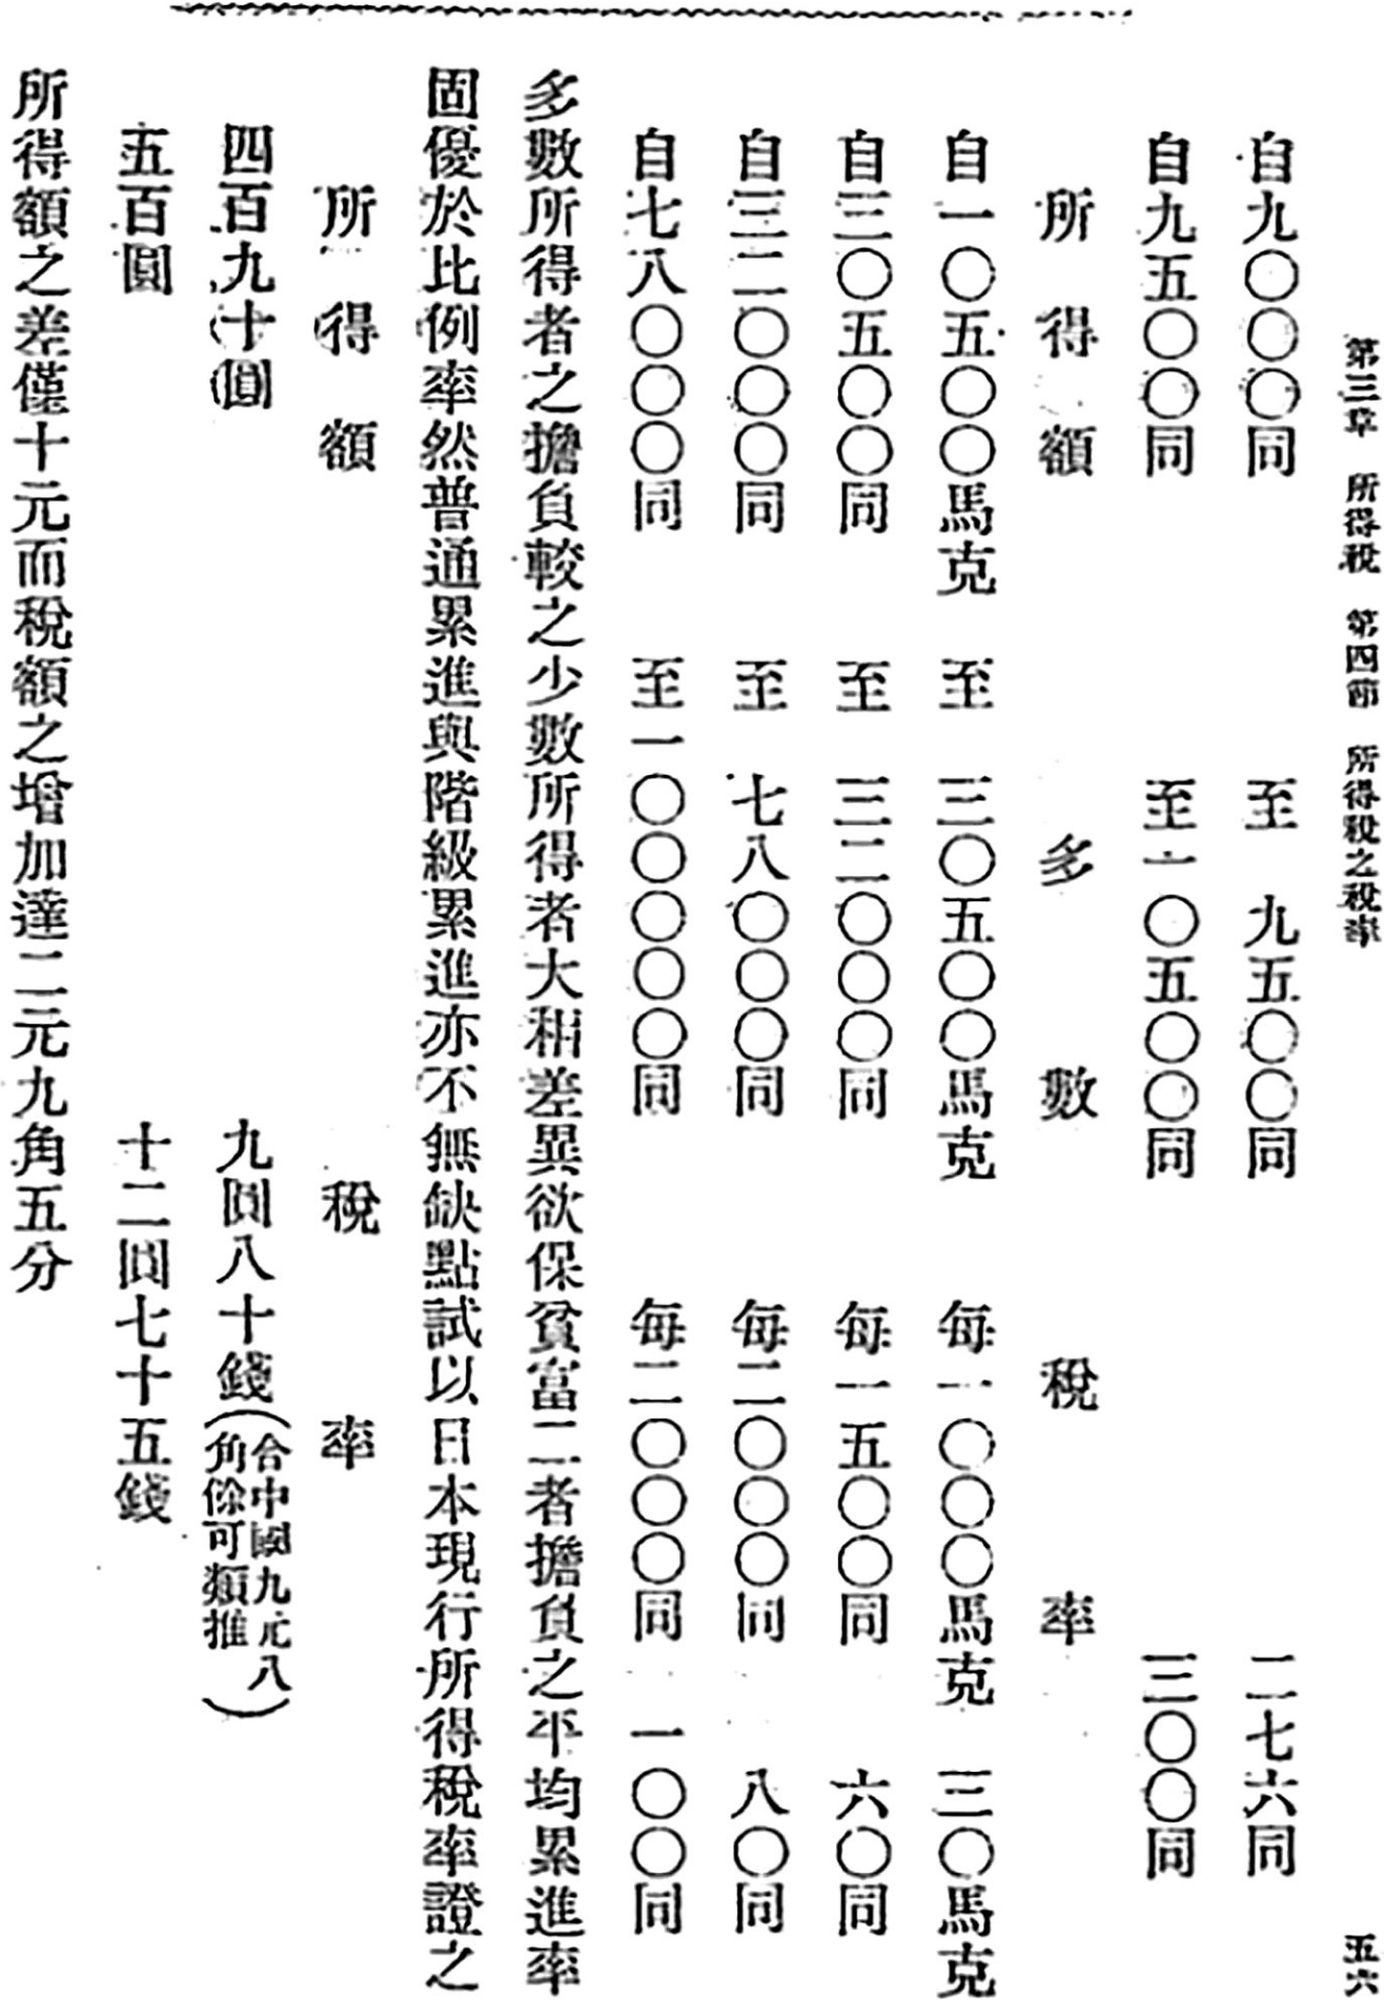 第三章　所得稅　第四節　所得稅之稅率　五六
自九〇〇〇同　至　九五〇〇同　二七六同
自九五〇〇同　至一〇五〇〇同　三〇〇同
所得額　多數　稅率
自一〇五〇〇馬克　至　三〇五〇〇馬克　每一〇〇〇馬克　三〇馬克
自三〇五〇〇同　至　三二〇〇〇同　每一五〇〇同　六〇同
自三二〇〇〇同　至　七八〇〇〇同　每二〇〇〇同　八〇同
自七八〇〇〇同　至一〇〇〇〇〇同　每二〇〇〇同　一〇〇同
多數所得者之擔負較之少數所得者大相差異欲保貧富二者擔負之平均累進率
固優於比例率然普通累進與階級累進亦不無缺點試以日本現行所得稅率證之
所得額　稅率
四百九十圓　九圓八十錢（合中國九元八角餘可類推）
五百圓　十二圓七十五錢
所得額之差僅十元而稅額之增加達二元九角五分